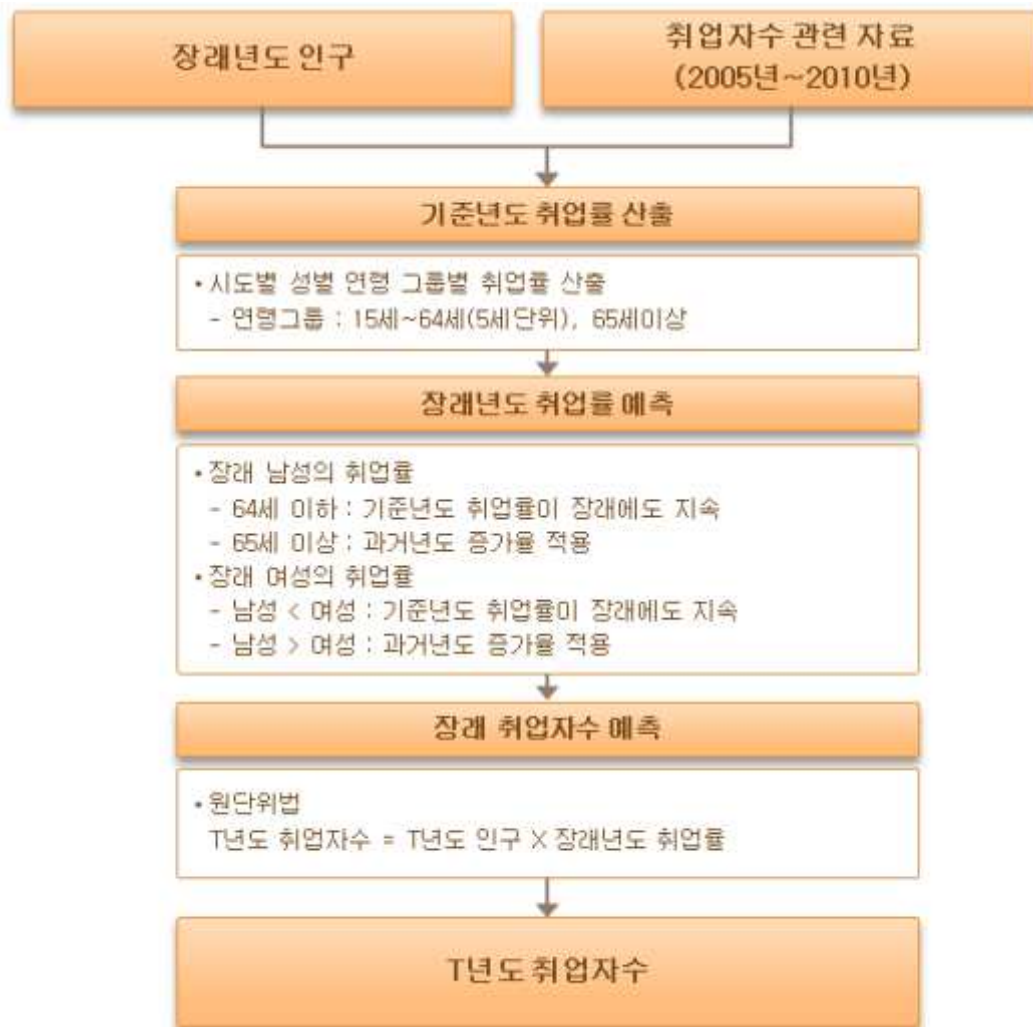 장래년도 인구
취업자수 관련 자료
(2005년~2010년)
기준년도 취업률 산출
• 시도별 성별 연령 그룹별 취업률 산출
- 연령그룹 : 15세~64세(5세단위), 65세이상
장래년도 취업률 예측
• 장래 남성의 취업률
- 64세 이하 : 기준년도 취업률이 장래에도 지속
- 65세 이상 : 과거년도 증가율 적용
• 장래 여성의 취업률
- 남성 < 여성 : 기준년도 취업률이 장래에도 지속
- 남성 > 여성 : 과거년도 증가율 적용
장래 취업자수 예측
• 원단위법
T년도 취업자수 = T년도 인구 X 장래년도 취업률
T년도 취업자수